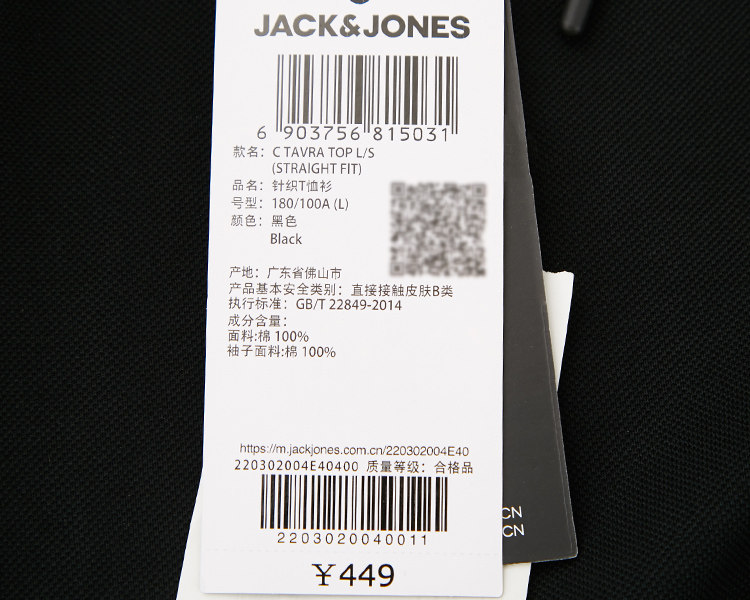 JACK&JONES
6 903756 815031
款名：C TAVRA TOP L/S
(STRAIGHT FIT)
品名：针织T恤衫
号型：180/100A (L)
颜色：黑色
Black
产地：广东省佛山市
产品基本安全类别：直接接触皮肤B类
执行标准：GB/T 22849-2014
成分含量：
面料:棉 100%
袖子面料:棉 100%
https://m.jackjones.com.cn/220302004E40
220302004E40400 质量等级：合格品
2203020040011
¥449
CN
CN